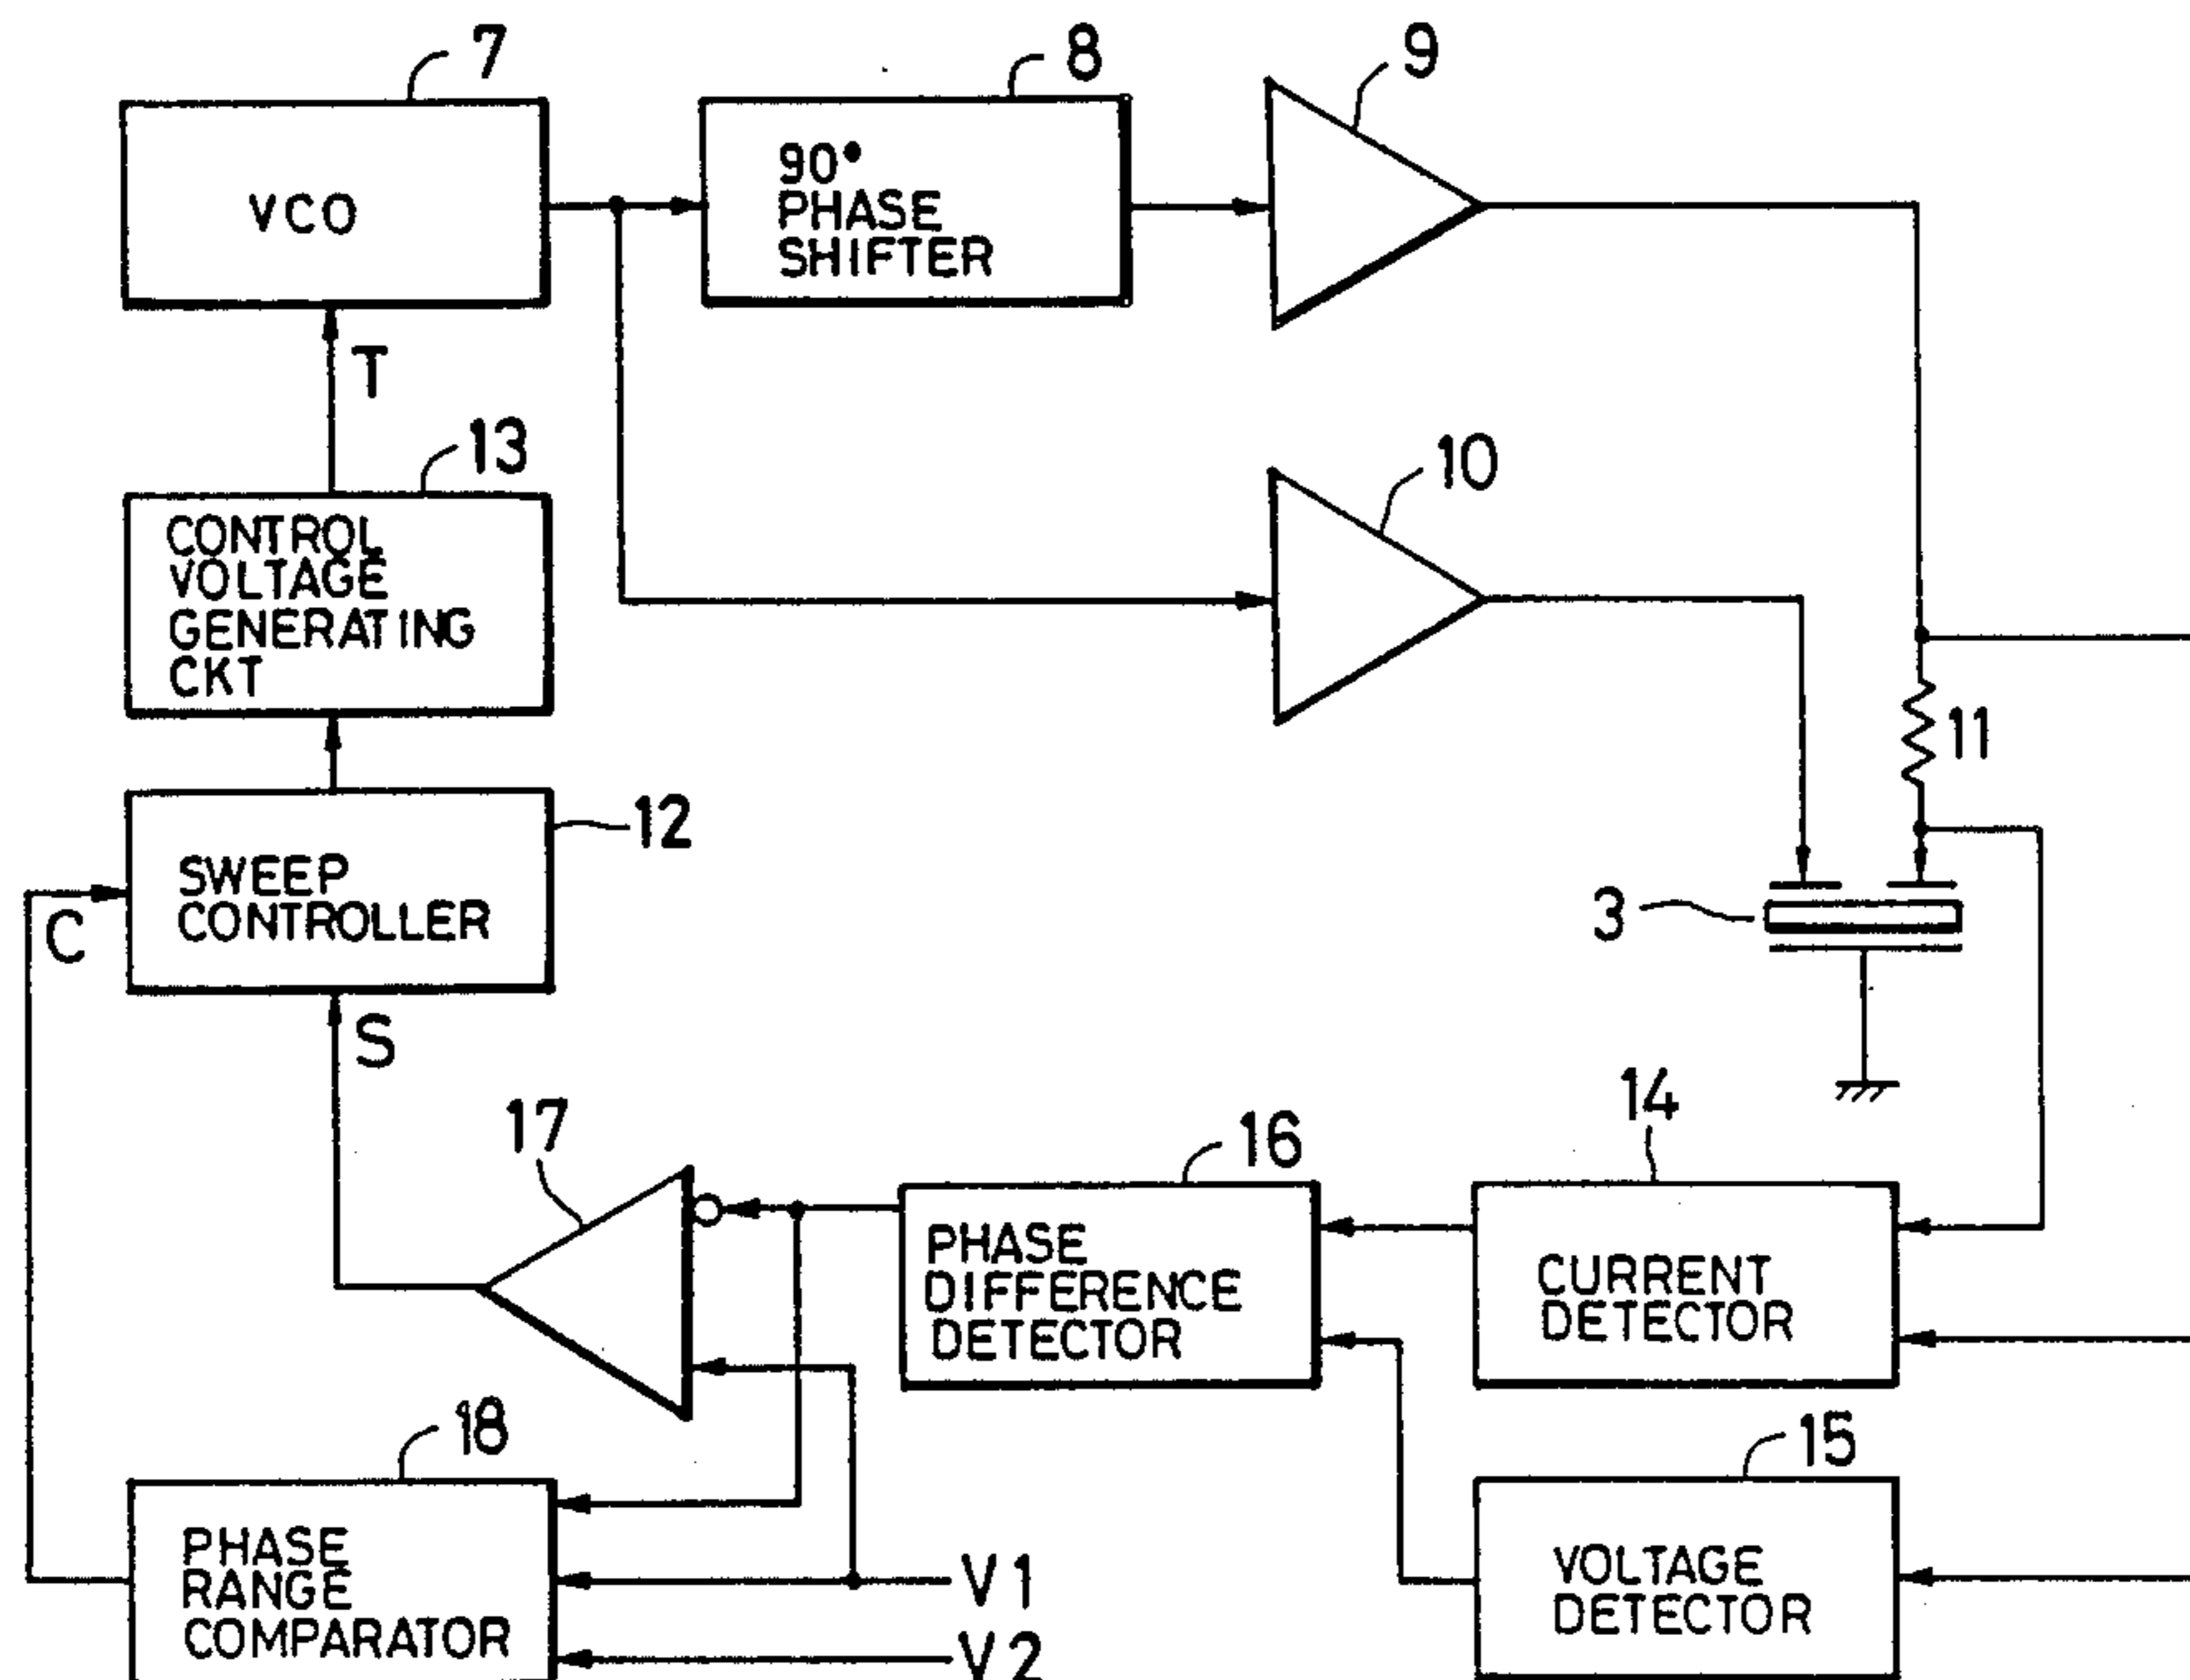 7
8
9
VCO
90°
PHASE
SHIFTER
T
13
10
CONTROL
VOLTAGE
GENERATING
CKT
11
12
SWEEP
CONTROLLER
C
3
S
17
16
14
PHASE
DIFFERENCE
DETECTOR
CURRENT
DETECTOR
18
15
PHASE
RANGE
COMPARATOR
V1
V2
VOLTAGE
DETECTOR